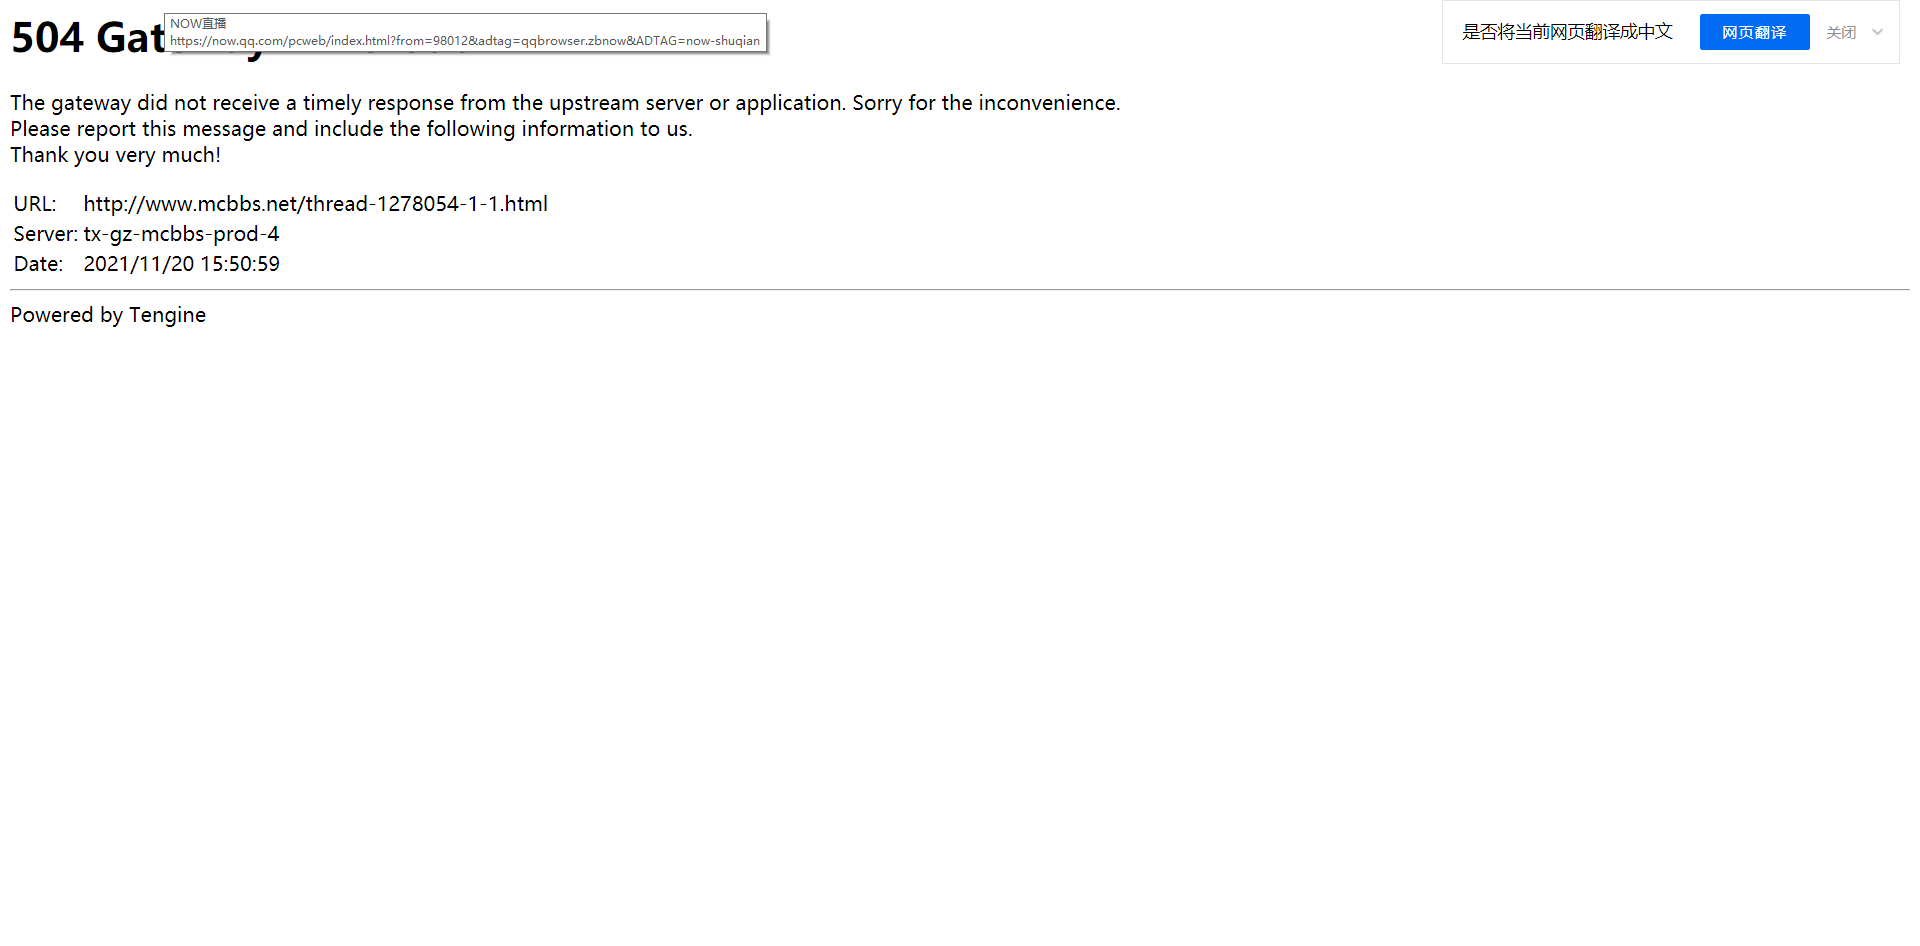 504 Gat
NOW直播
https://now.qq.com/pcweb/index.html?from=98012&adtag=qqbrowser.zbnow&ADTAG=now-shuqian
是否将当前网页翻译成中文 网页翻译 关闭
The gateway did not receive a timely response from the upstream server or application. Sorry for the inconvenience.
Please report this message and include the following information to us.
Thank you very much!
URL: http://www.mcbbs.net/thread-1278054-1-1.html
Server: tx-gz-mcbbs-prod-4
Date: 2021/11/20 15:50:59
Powered by Tengine